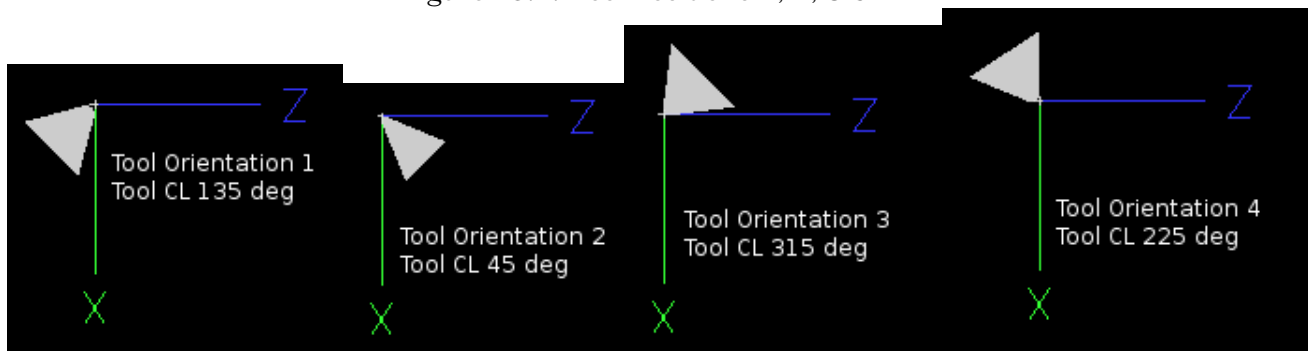 Z
Tool Orientation 1
Tool CL 135 deg
X
Z
Tool Orientation 2
Tool CL 45 deg
X
Z
Tool Orientation 3
Tool CL 315 deg
X
Z
Tool Orientation 4
Tool CL 225 deg
X